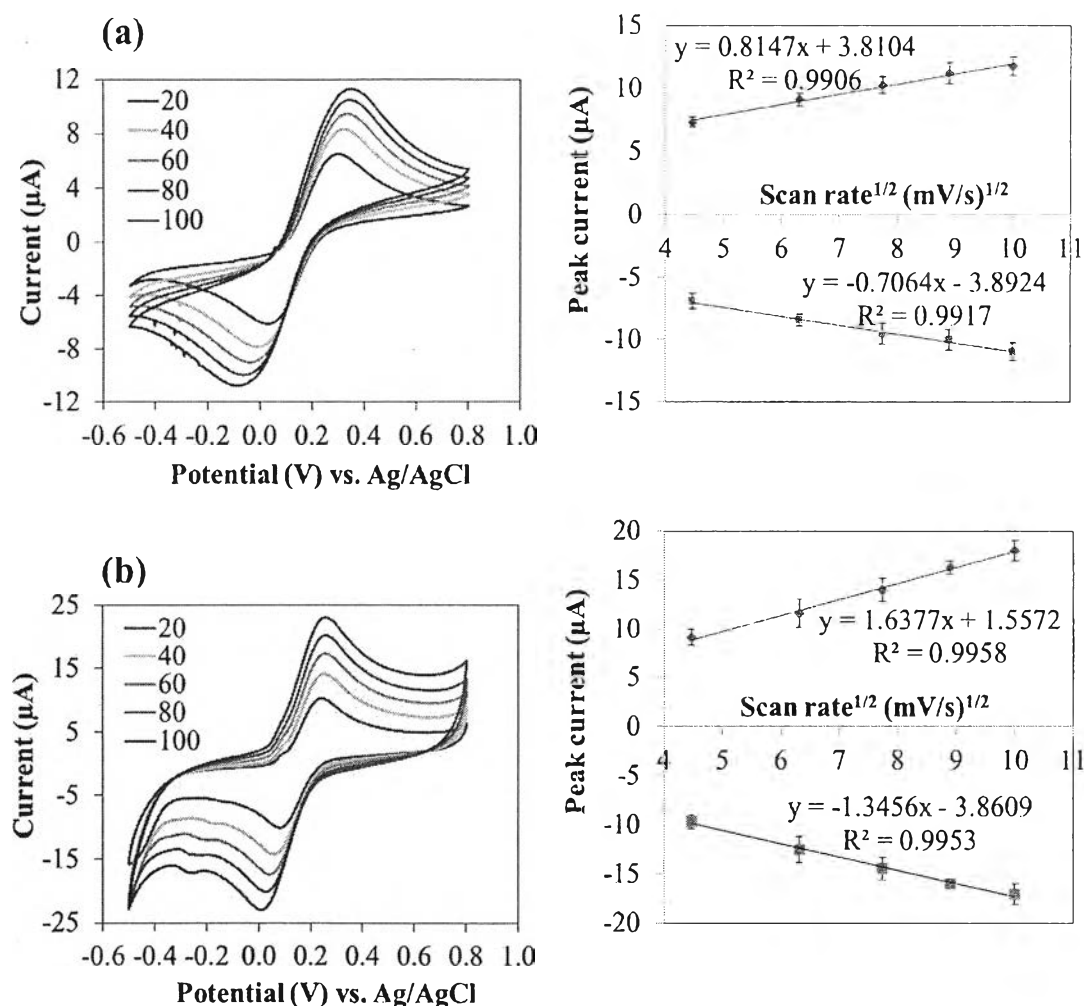 (a)
12
8
4
0
-4
-8
-12
Current (µA)
20
40
60
80
100
-0.6 -0.4 -0.2 0.0 0.2 0.4 0.6 0.8 1.0
Potential (V) vs. Ag/AgCl
15
10
5
0
-5
-10
-15
Peak current (µA)
y = 0.8147x + 3.8104
R² = 0.9906
Scan rate^1/2 (mV/s)^1/2
4 5 6 7 8 9 10 11
y = -0.7064x - 3.8924
R² = 0.9917
(b)
25
15
5
-5
-15
-25
Current (µA)
20
40
60
80
100
-0.6 -0.4 -0.2 0.0 0.2 0.4 0.6 0.8 1.0
Potential (V) vs. Ag/AgCl
20
15
10
5
0
-5
-10
-15
-20
Peak current (µA)
y = 1.6377x + 1.5572
R² = 0.9958
Scan rate^1/2 (mV/s)^1/2
4 5 6 7 8 9 10 11
y = -1.3456x - 3.8609
R² = 0.9953